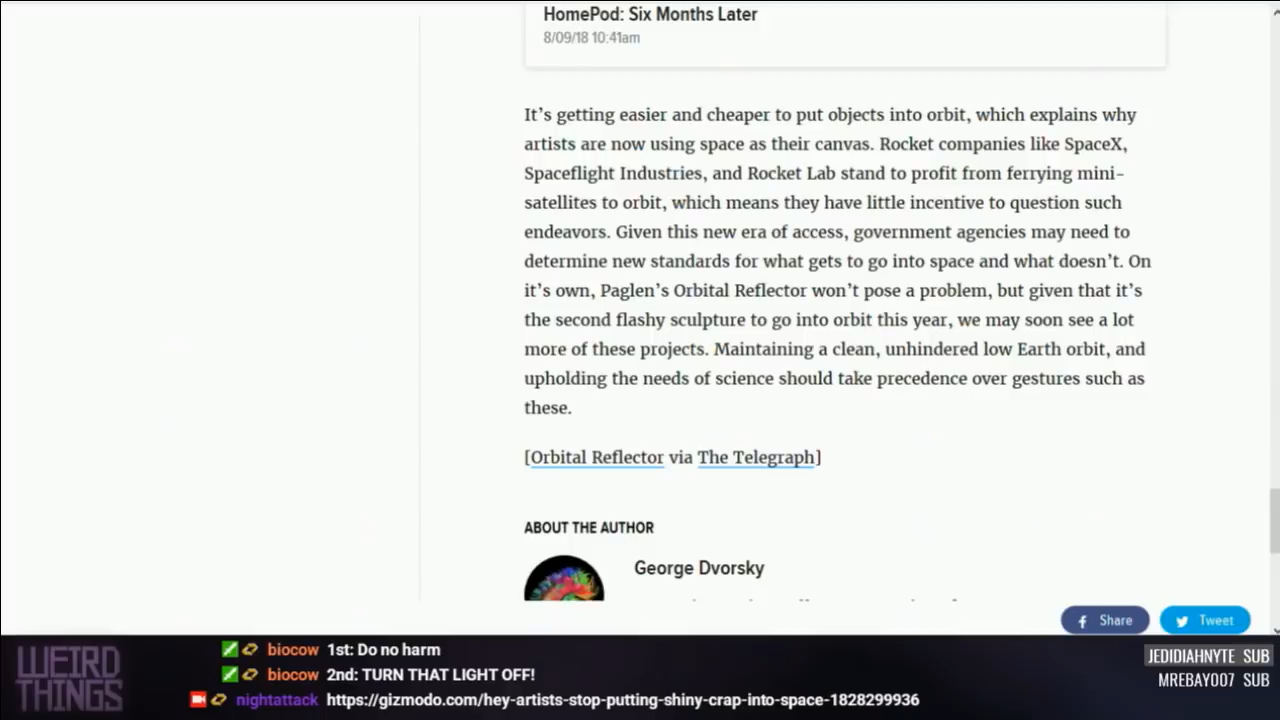 HomePod: Six Months Later
8/09/18 10:41am
It’s getting easier and cheaper to put objects into orbit, which explains why
artists are now using space as their canvas. Rocket companies like SpaceX,
Spaceflight Industries, and Rocket Lab stand to profit from ferrying mini-
satellites to orbit, which means they have little incentive to question such
endeavors. Given this new era of access, government agencies may need to
determine new standards for what gets to go into space and what doesn’t. On
it’s own, Paglen’s Orbital Reflector won’t pose a problem, but given that it’s
the second flashy sculpture to go into orbit this year, we may soon see a lot
more of these projects. Maintaining a clean, unhindered low Earth orbit, and
upholding the needs of science should take precedence over gestures such as
these.
[Orbital Reflector via The Telegraph]
ABOUT THE AUTHOR
George Dvorsky
Share
Tweet
WEIRD
THINGS
biocow 1st: Do no harm
biocow 2nd: TURN THAT LIGHT OFF!
nightattack https://gizmodo.com/hey-artists-stop-putting-shiny-crap-into-space-1828299936
JEDIDIAHNYTE SUB
MREBAY007 SUB